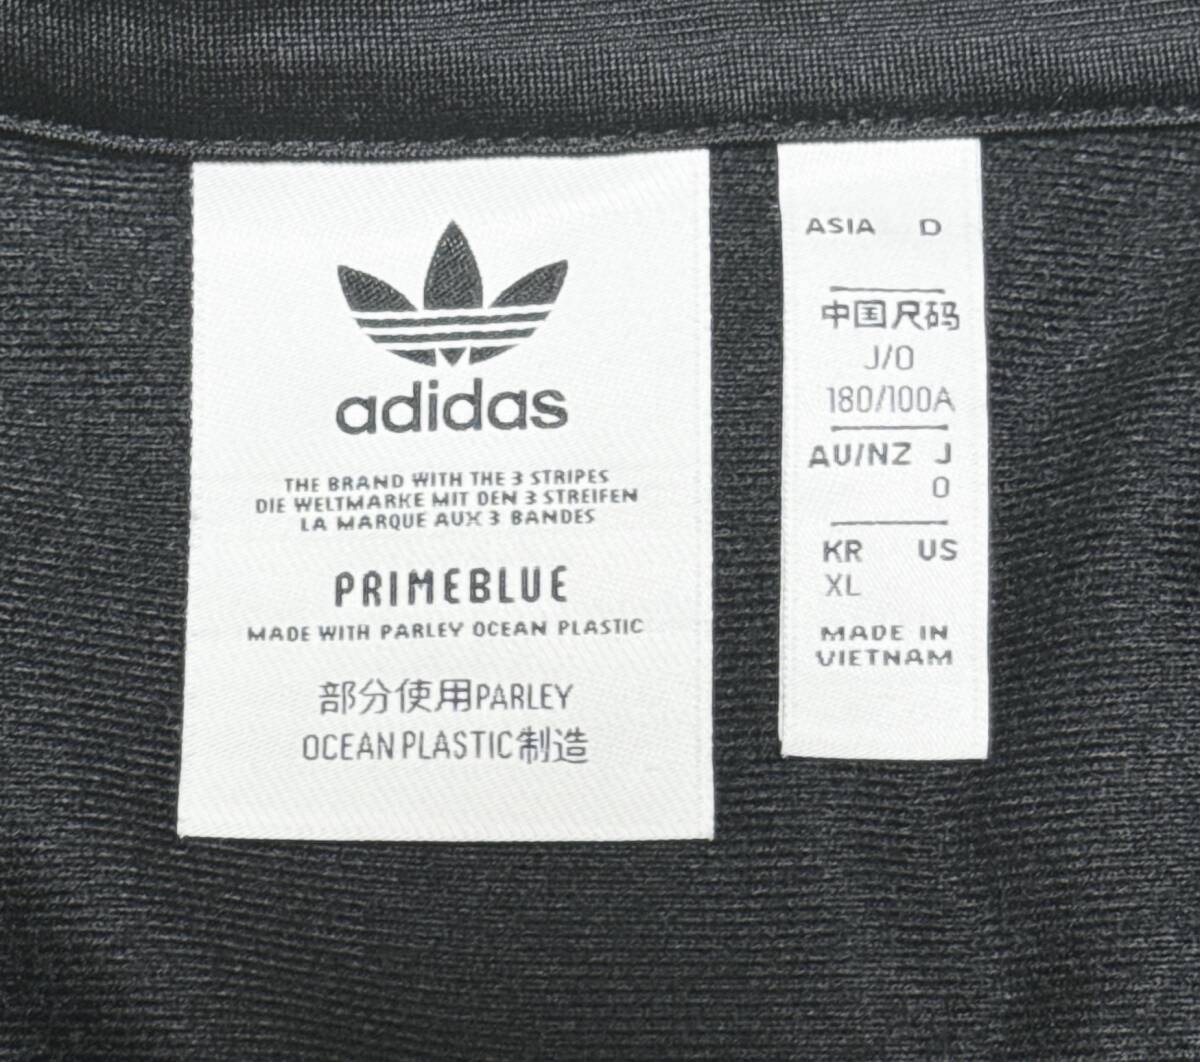 adidas
THE BRAND WITH THE 3 STRIPES
DIE WELTMARKE MIT DEN 3 STREIFEN
LA MARQUE AUX 3 BANDES
PRIMEBLUE
MADE WITH PARLEY OCEAN PLASTIC
部分使用PARLEY
OCEAN PLASTIC制造
ASIA D
中国尺码
J/O
180/100A
AU/NZ J
O
KR US
XL
MADE IN
VIETNAM